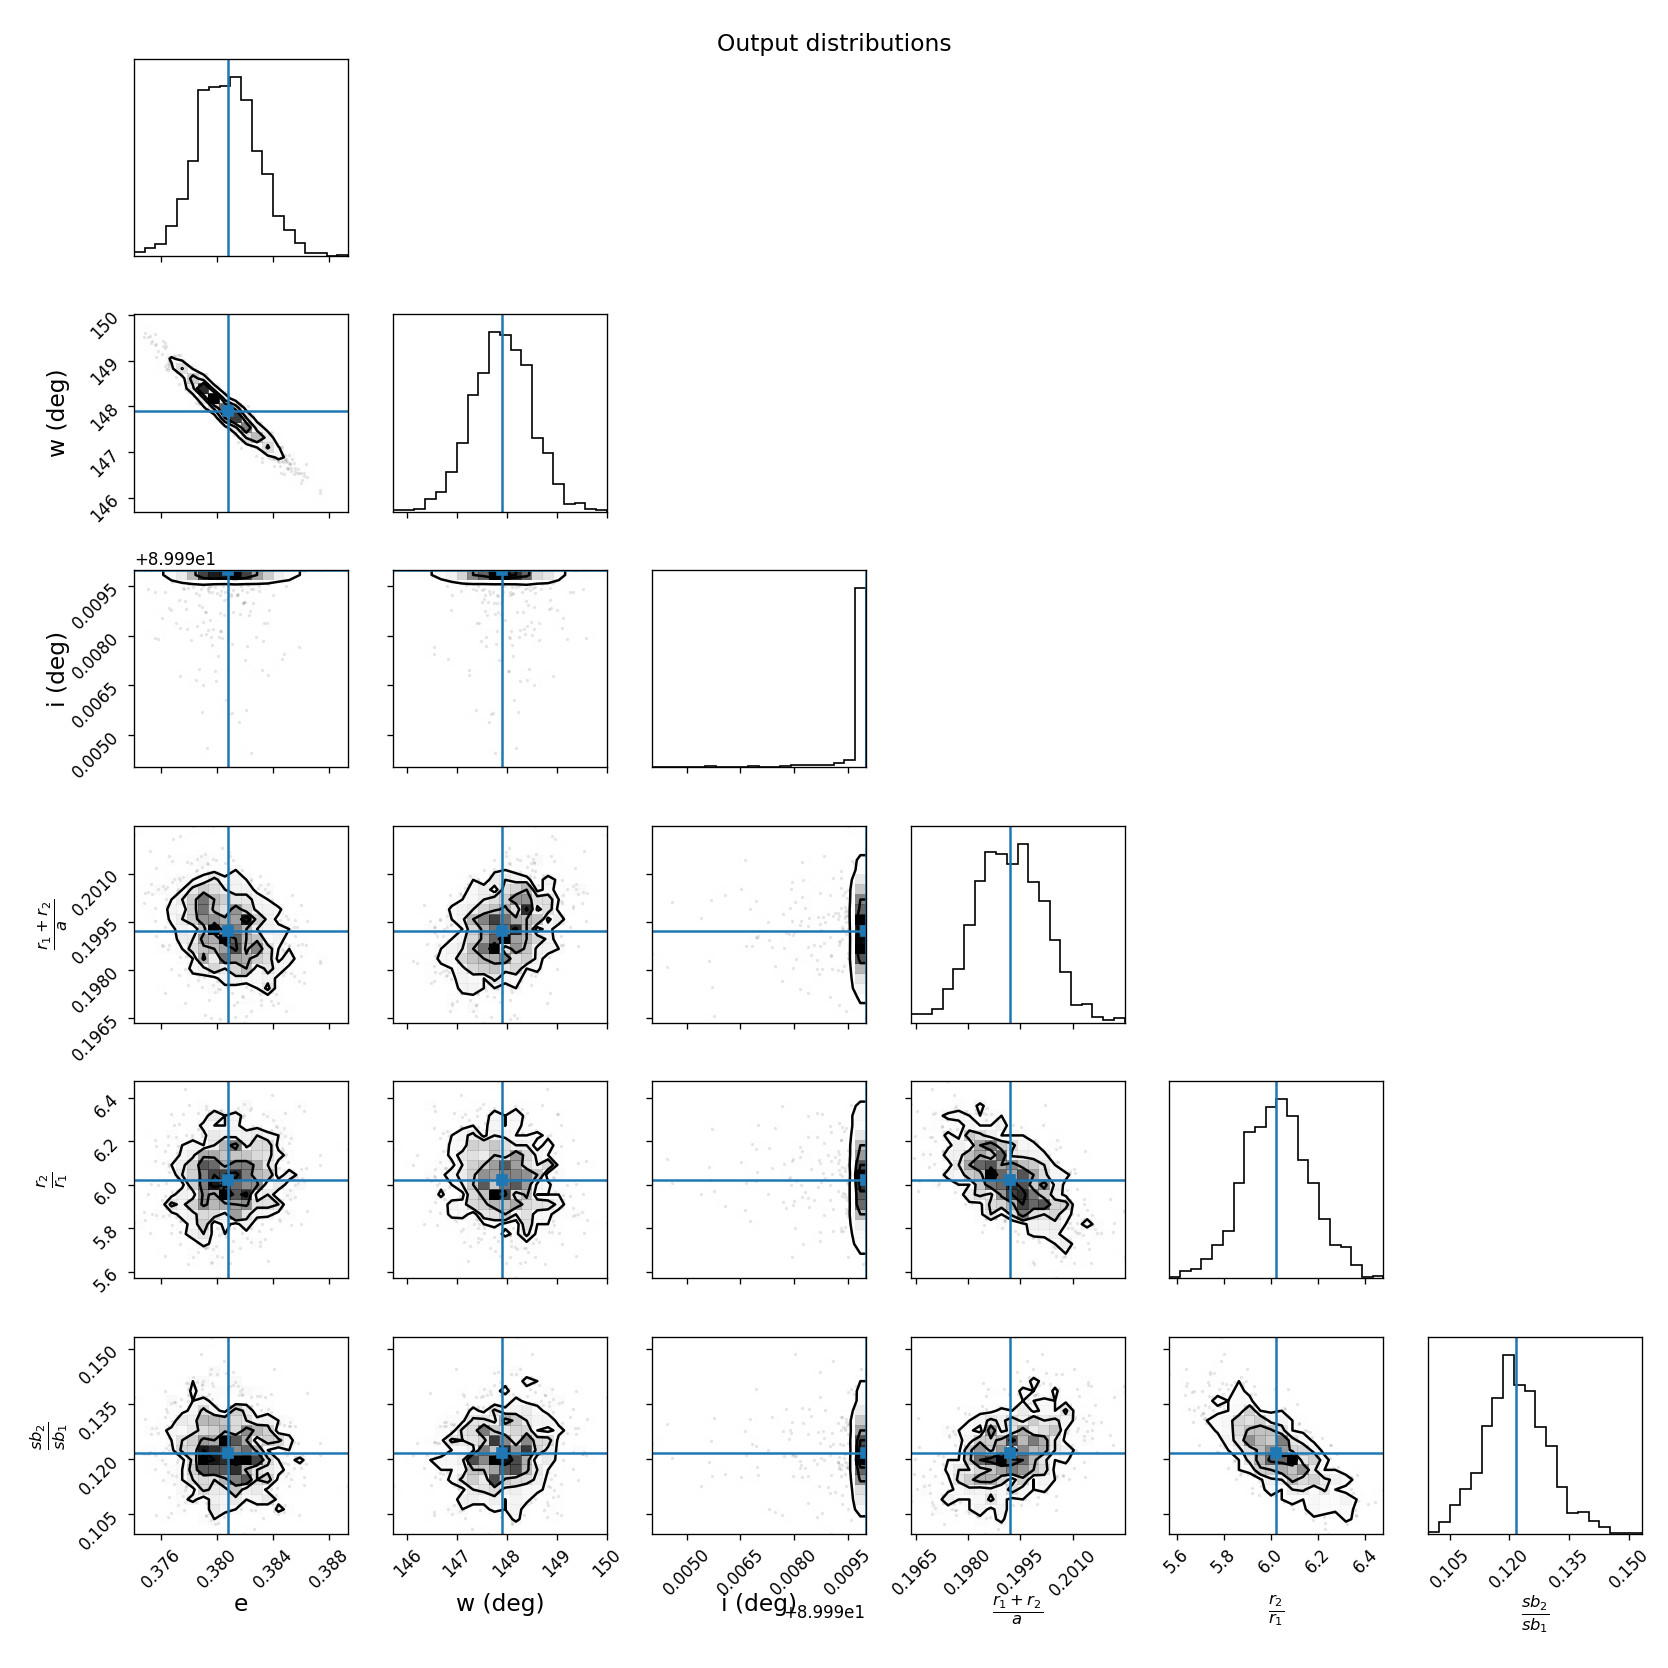 Output distributions
150
149
148
147
146
w (deg)
+8.999e1
0.0095
0.0080
0.0065
0.0050
i (deg)
0.2010
0.1995
0.1980
0.1965
r₁ + r₂
a
6.4
6.2
6.0
5.8
5.6
r₂
r₁
0.150
0.135
0.120
0.105
sb₂
sb₁
0.376 0.380 0.384 0.388
e
146 147 148 149 150
w (deg)
0.0050 0.0065 0.0080 0.0095
i (deg)
+8.999e1
0.1965 0.1980 0.1995 0.2010
r₁ + r₂
a
5.6 5.8 6.0 6.2 6.4
r₂
r₁
0.105 0.120 0.135 0.150
sb₂
sb₁